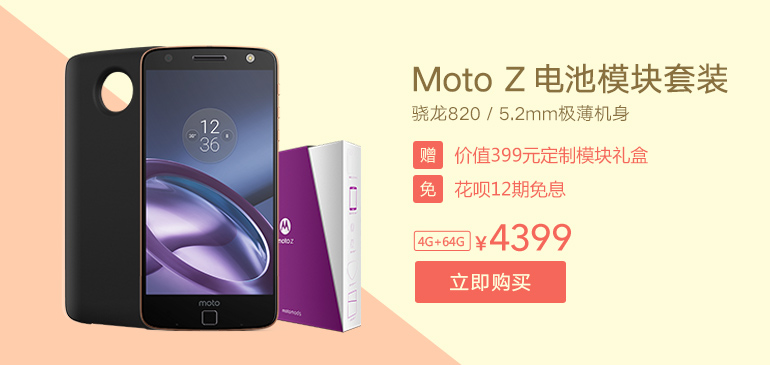 Moto Z 电池模块套装
骁龙820 / 5.2mm极薄机身
赠 价值399元定制模块礼盒
免 花呗12期免息
4G+64G ¥4399
立即购买
12
36
moto
moto z
motomods